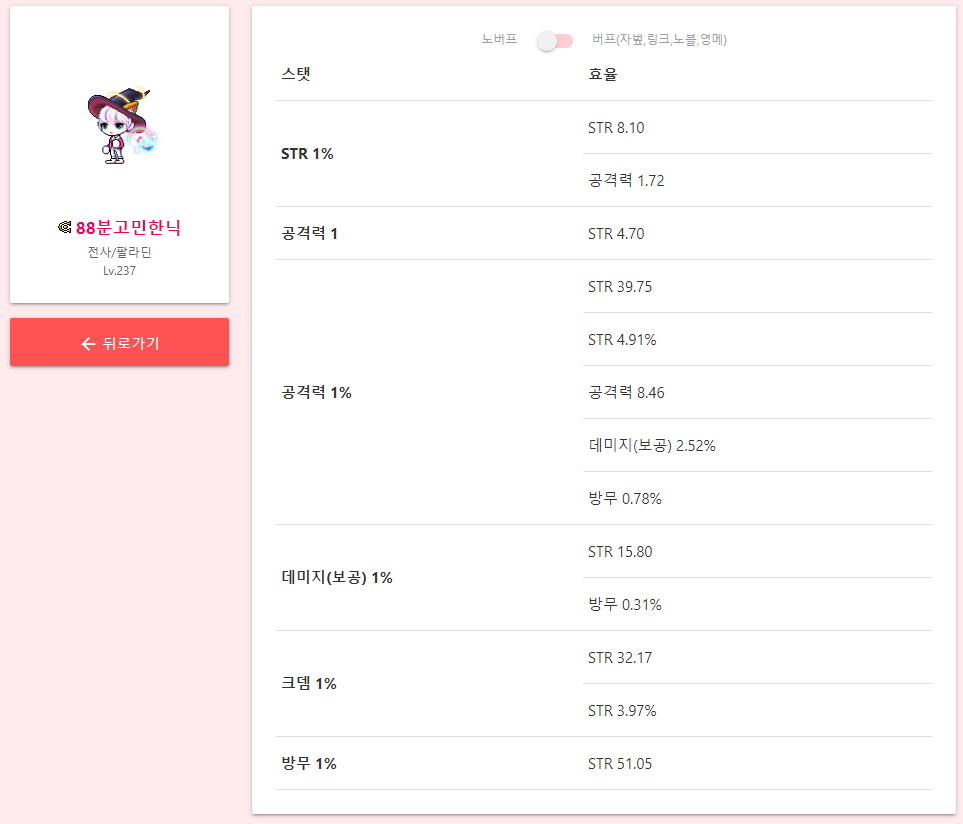 88분고민한닉
전사/팔라딘
Lv.237
뒤로가기
노버프 버프(자벞,링크,노블,영메)
스탯 효율
STR 1%
STR 8.10
공격력 1.72
공격력 1
STR 4.70
공격력 1%
STR 39.75
STR 4.91%
공격력 8.46
데미지(보공) 2.52%
방무 0.78%
데미지(보공) 1%
STR 15.80
방무 0.31%
크뎀 1%
STR 32.17
STR 3.97%
방무 1%
STR 51.05